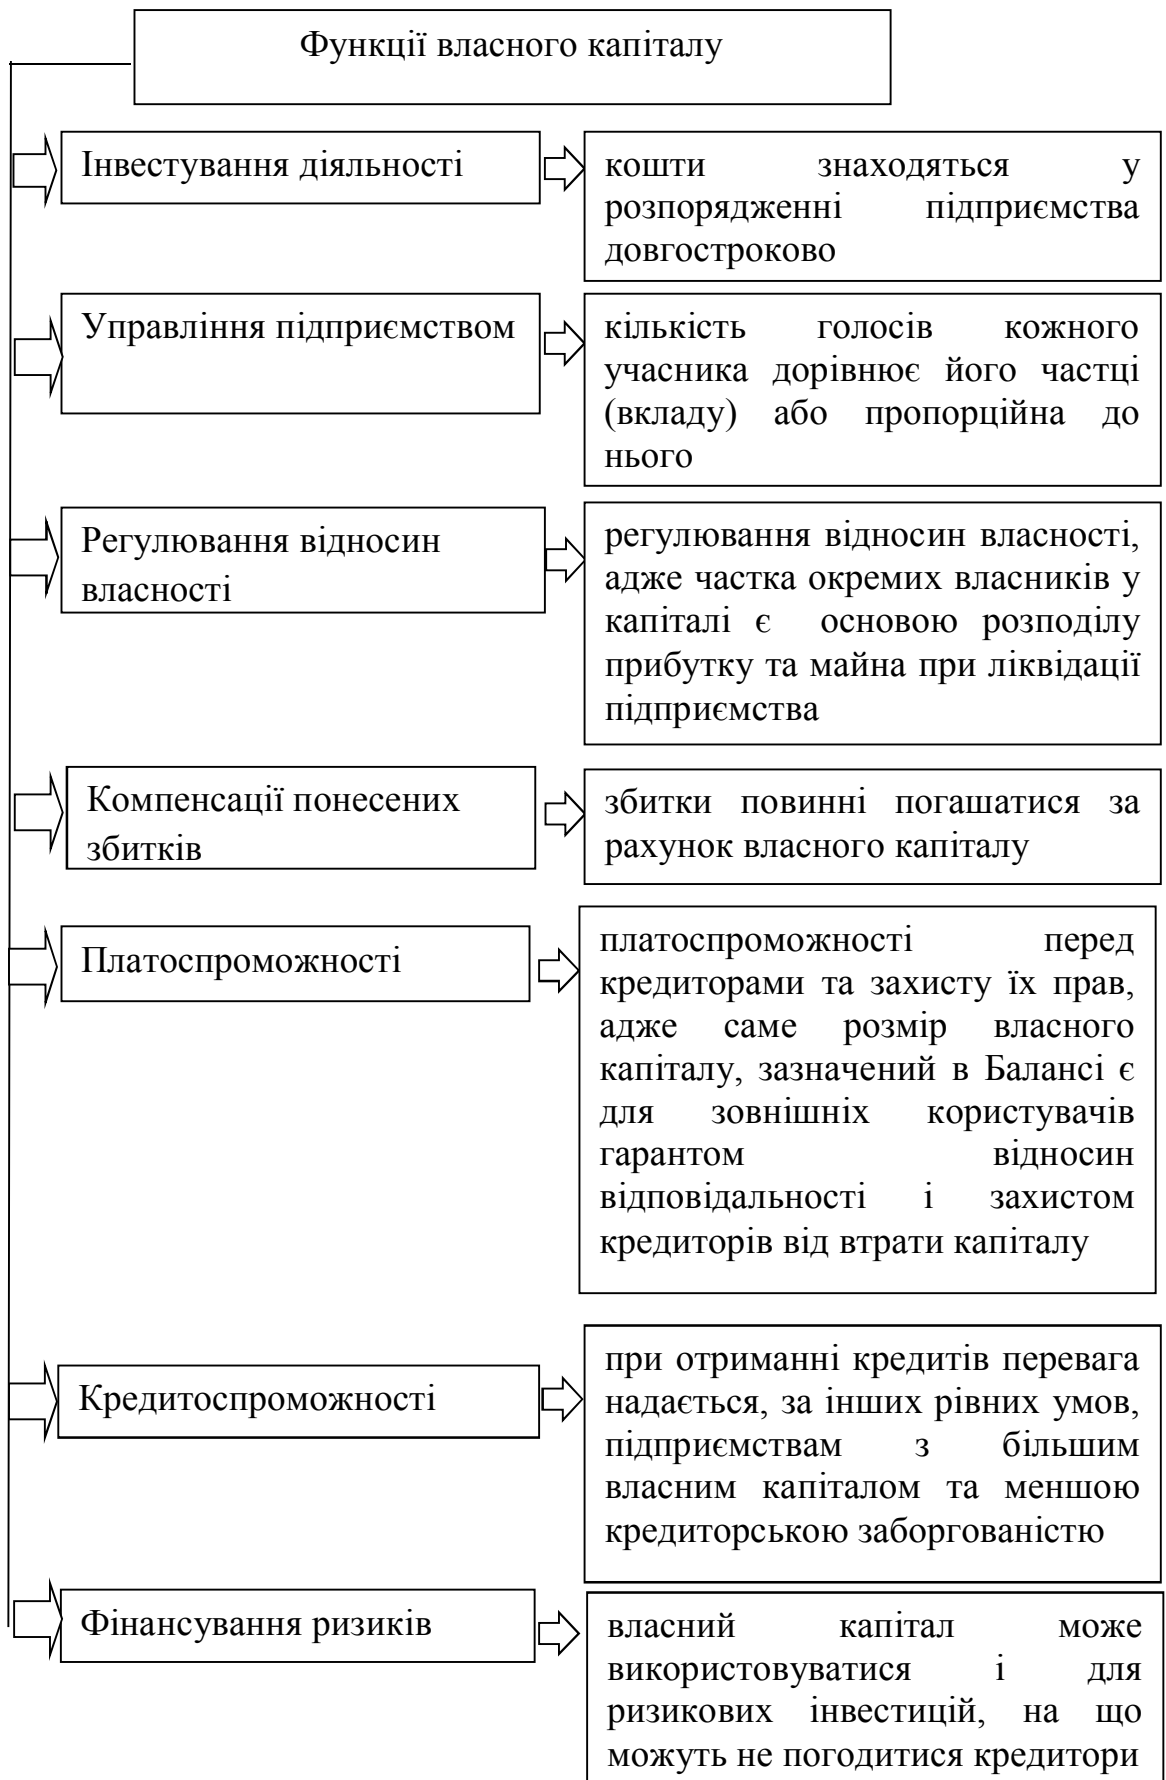 Функції власного капіталу
Інвестування діяльності
кошти знаходяться у
розпорядженні підприємства
довгостроково
Управління підприємством
кількість голосів кожного
учасника дорівнює його частці
(вкладу) або пропорційна до
нього
Регулювання відносин
власності
регулювання відносин власності,
адже частка окремих власників у
капіталі є основою розподілу
прибутку та майна при ліквідації
підприємства
Компенсації понесених
збитків
збитки повинні погашатися за
рахунок власного капіталу
Платоспроможності
платоспроможності перед
кредиторами та захисту їх прав,
адже саме розмір власного
капіталу, зазначений в Балансі є
для зовнішніх користувачів
гарантом відносин
відповідальності і захистом
кредиторів від втрати капіталу
Кредитоспроможності
при отриманні кредитів перевага
надається, за інших рівних умов,
підприємствам з більшим
власним капіталом та меншою
кредиторською заборгованістю
Фінансування ризиків
власний капітал може
використовуватися і для
ризикових інвестицій, на що
можуть не погодитися кредитори